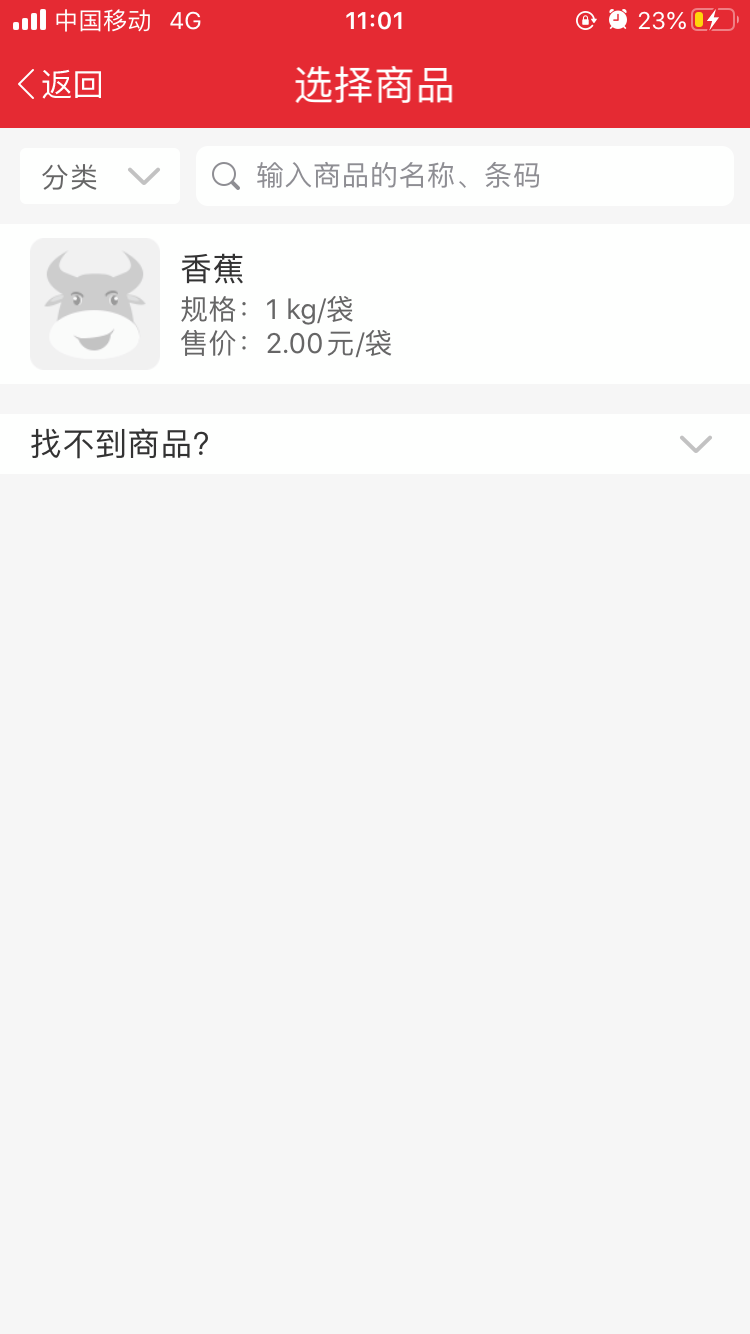 中国移动 4G 11:01 23%
返回 选择商品
分类 输入商品的名称、条码
香蕉
规格：1 kg/袋
售价：2.00元/袋
找不到商品?